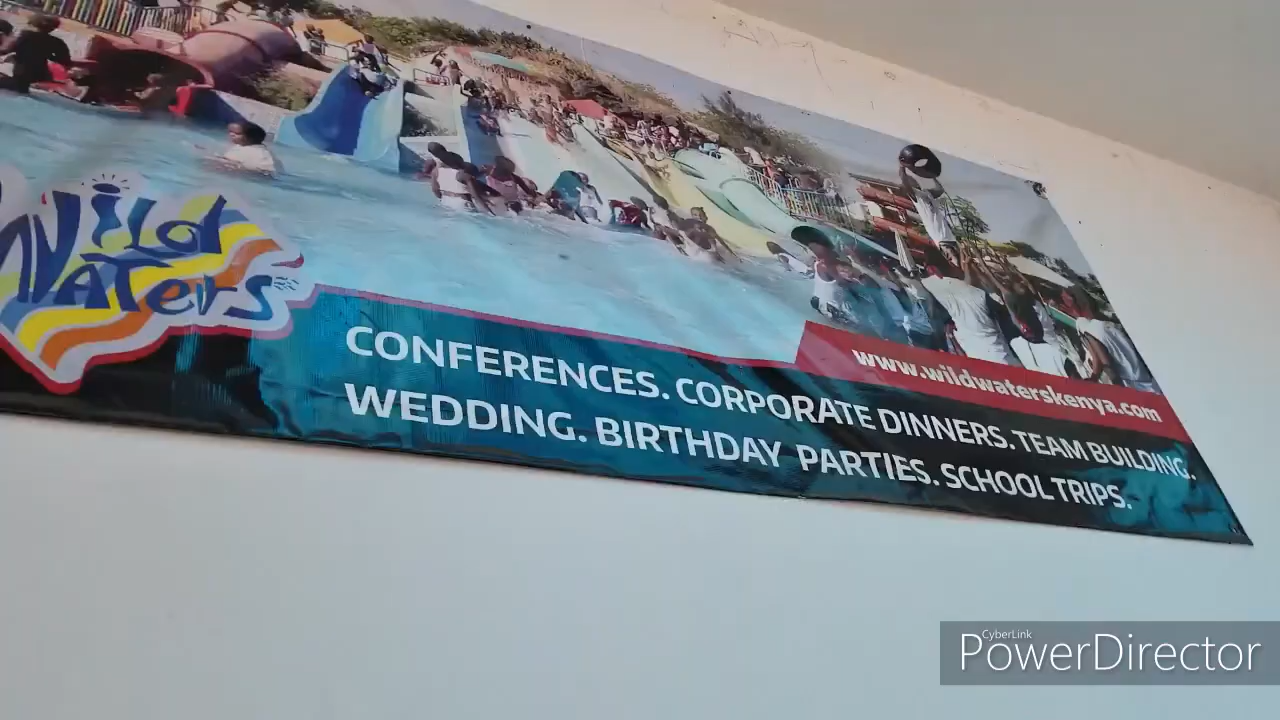 Wild
Waters
www.wildwaterskenya.com
CONFERENCES. CORPORATE DINNERS. TEAM BUILDING.
WEDDING. BIRTHDAY PARTIES. SCHOOL TRIPS.
CyberLink
PowerDirector